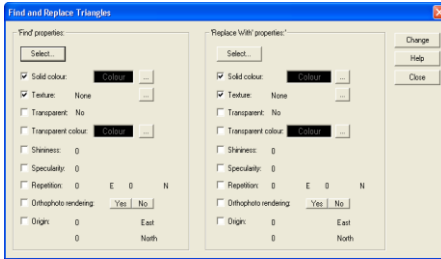 Find and Replace Triangles
'Find' properties:
Select...
Solid colour: Colour ...
Texture: None ...
Transparent: No
Transparent colour: Colour ...
Shininess: 0
Specularity: 0
Repetition: 0 E 0 N
Orthophoto rendering: Yes No
Origin: 0 East
0 North
'Replace With' properties:'
Select...
Solid colour: Colour ...
Texture: None ...
Transparent: No
Transparent colour: Colour ...
Shininess: 0
Specularity: 0
Repetition: 0 E 0 N
Orthophoto rendering: Yes No
Origin: 0 East
0 North
Change
Help
Close